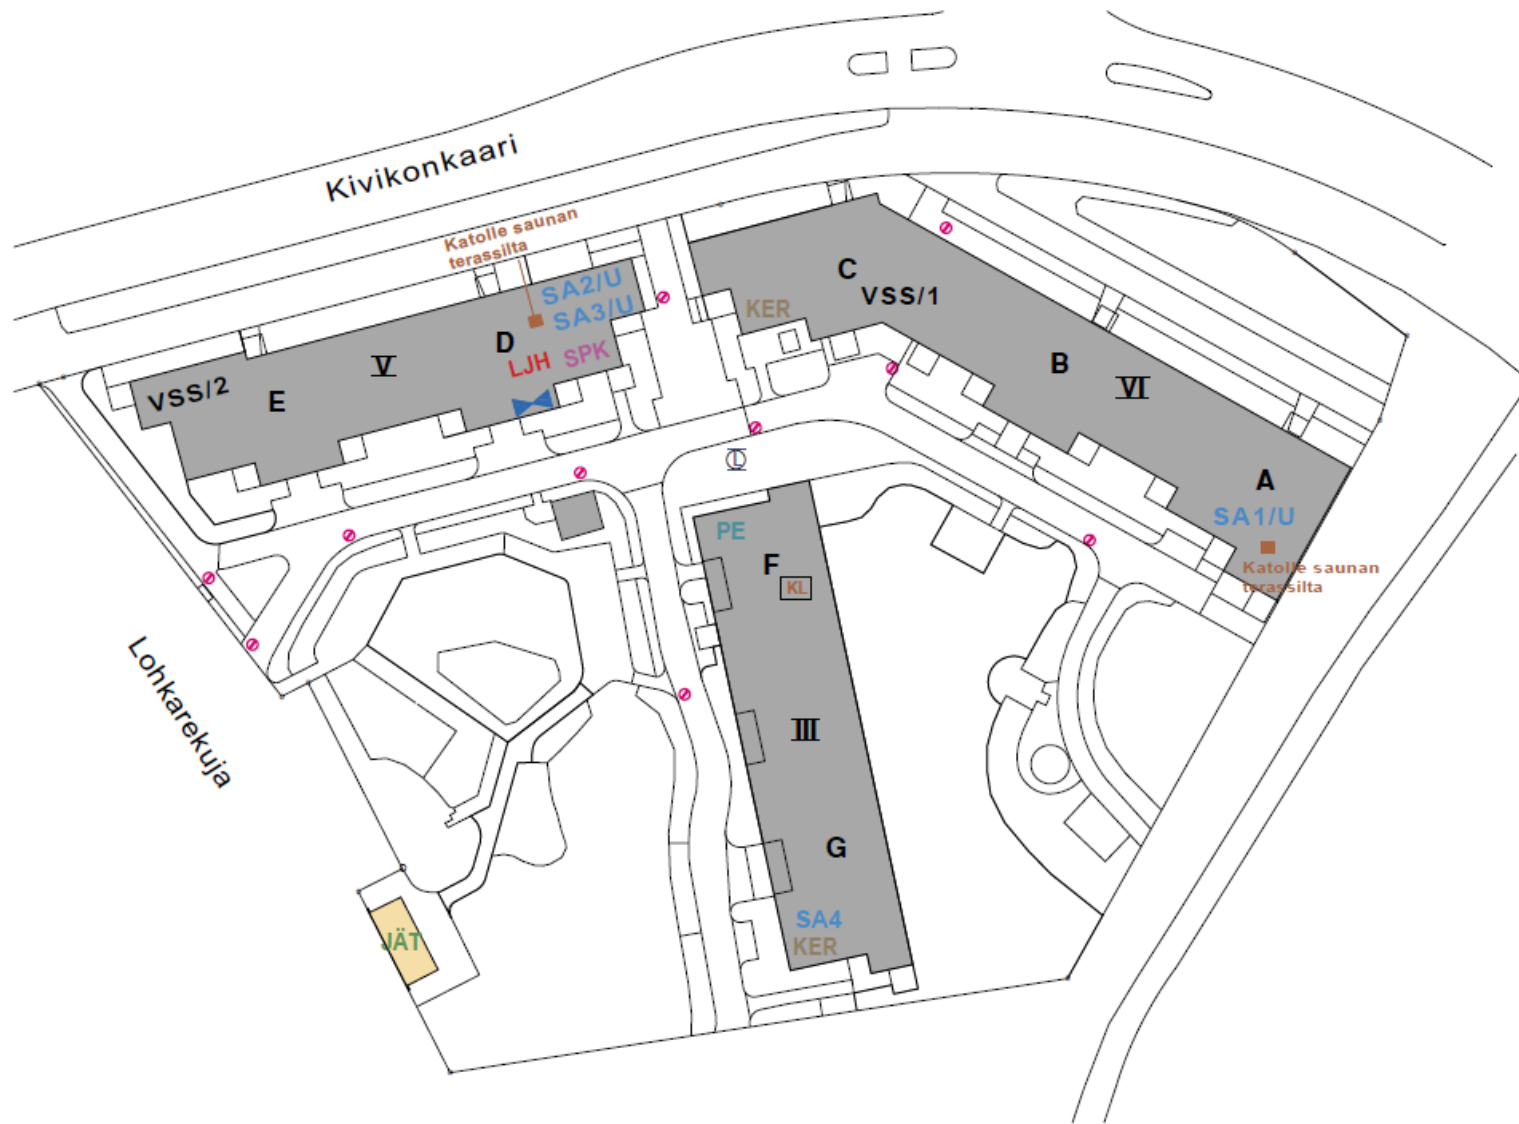 Kivikonkaari
Katolle saunan
terassilta
SA2/U
SA3/U
C
VSS/1
KER
D
V
LJH
SPK
VSS/2
E
B
VI
A
SA1/U
Katolle saunan
terassilta
L
PE
F
KL
Lohkarekuja
III
G
SA4
KER
JÄT